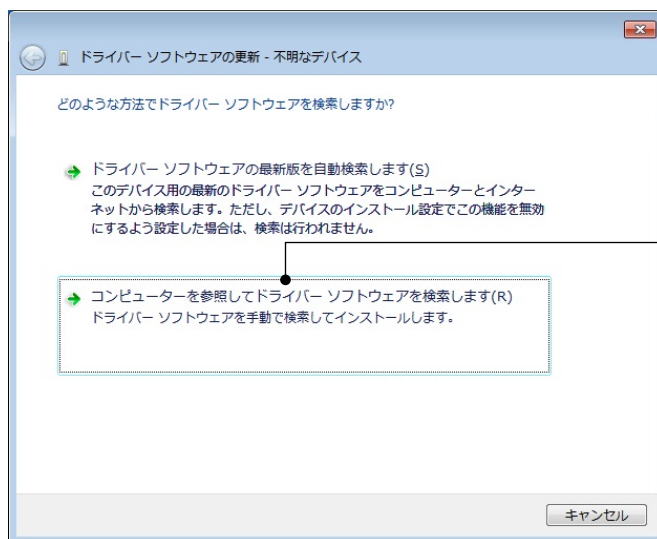 ドライバー ソフトウェアの更新 - 不明なデバイス
どのような方法でドライバー ソフトウェアを検索しますか?
ドライバー ソフトウェアの最新版を自動検索します(S)
このデバイス用の最新のドライバー ソフトウェアをコンピューターとインター
ネットから検索します。ただし、デバイスのインストール設定でこの機能を無効
にするよう設定した場合は、検索は行われません。
コンピューターを参照してドライバー ソフトウェアを検索します(R)
ドライバー ソフトウェアを手動で検索してインストールします。
キャンセル